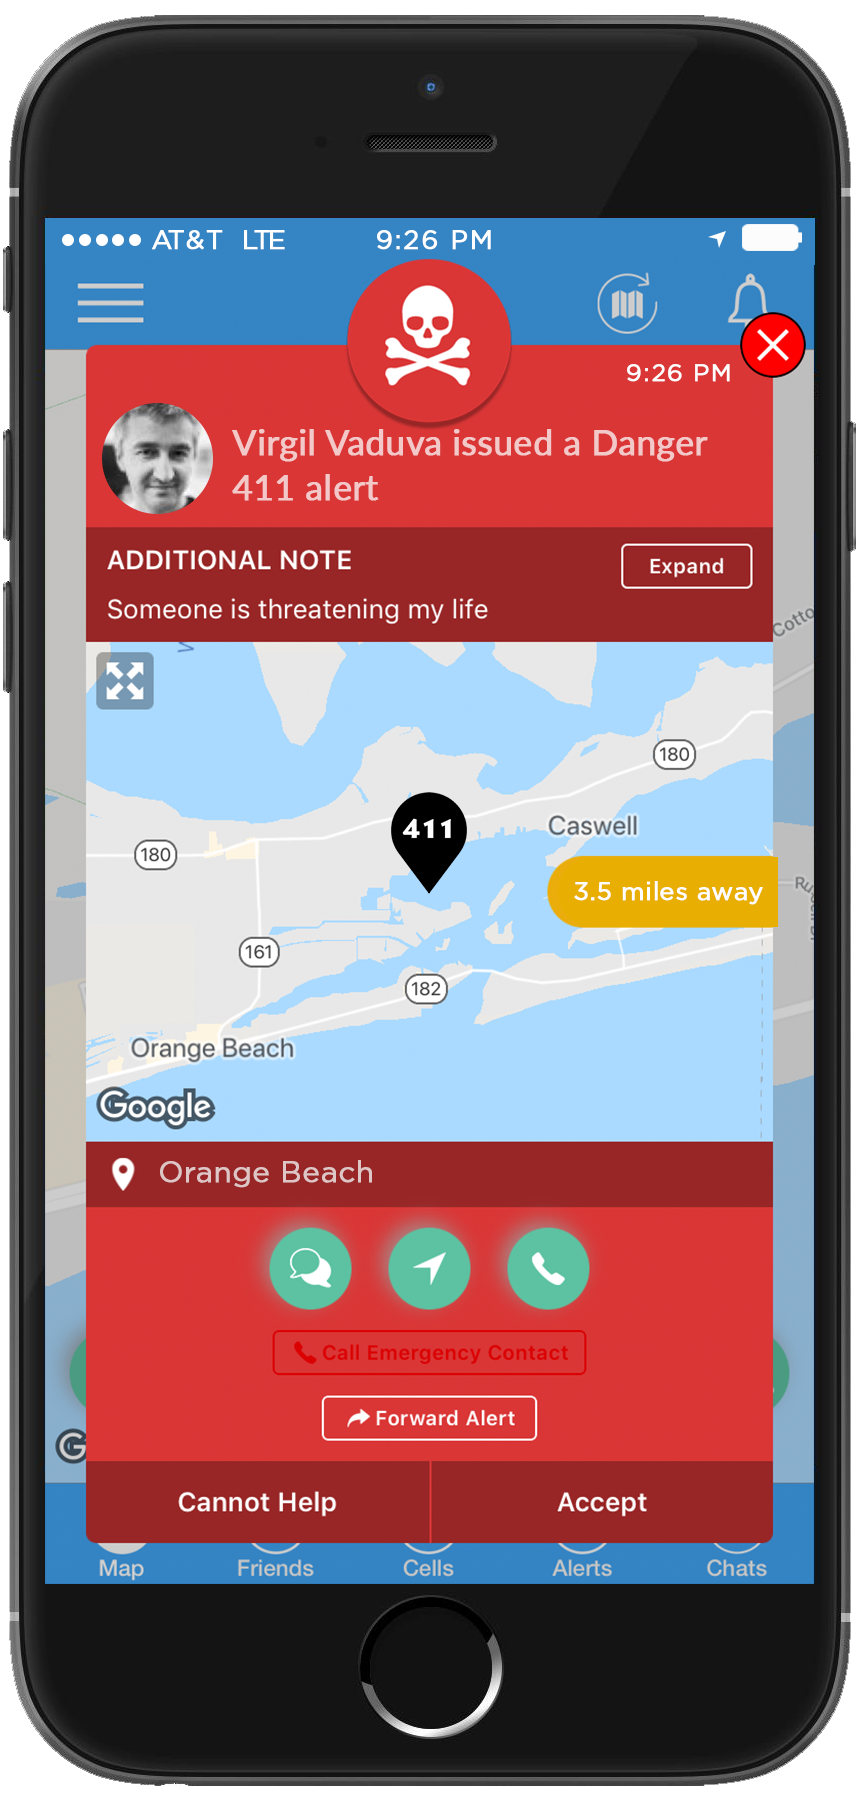 AT&T LTE 9:26 PM
9:26 PM
Virgil Vaduva issued a Danger
411 alert
ADDITIONAL NOTE
Expand
Someone is threatening my life
Cotto
180
411
Caswell
180
3.5 miles away
161
182
Orange Beach
Google
Orange Beach
Call Emergency Contact
Forward Alert
G
Cannot Help
Accept
Map
Friends
Cells
Alerts
Chats